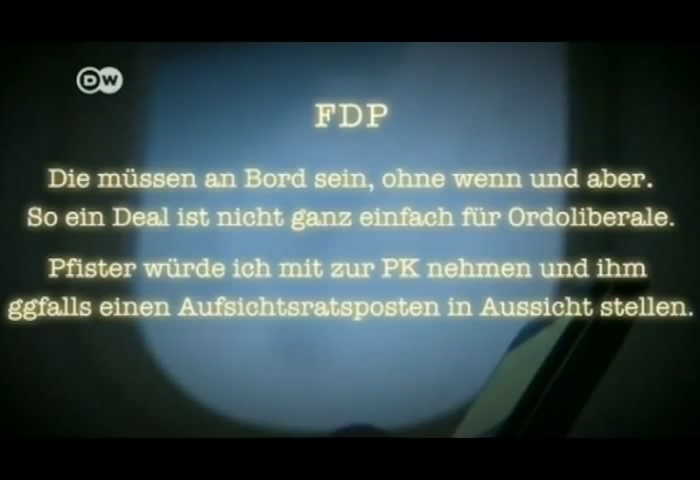 DW
FDP
Die müssen an Bord sein, ohne wenn und aber.
So ein Deal ist nicht ganz einfach für Ordoliberale.
Pfister würde ich mit zur PK nehmen und ihm
ggfalls einen Aufsichtsratsposten in Aussicht stellen.